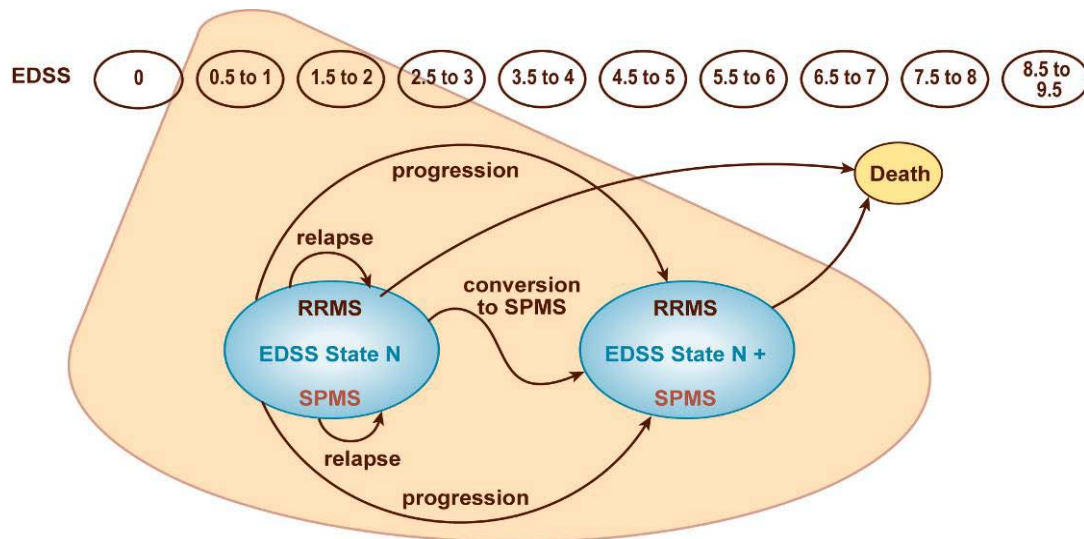 EDSS 0 0.5 to 1 1.5 to 2 2.5 to 3 3.5 to 4 4.5 to 5 5.5 to 6 6.5 to 7 7.5 to 8 8.5 to
9.5
progression
Death
relapse
conversion
to SPMS
RRMS
EDSS State N
SPMS
RRMS
EDSS State N +
SPMS
relapse
progression